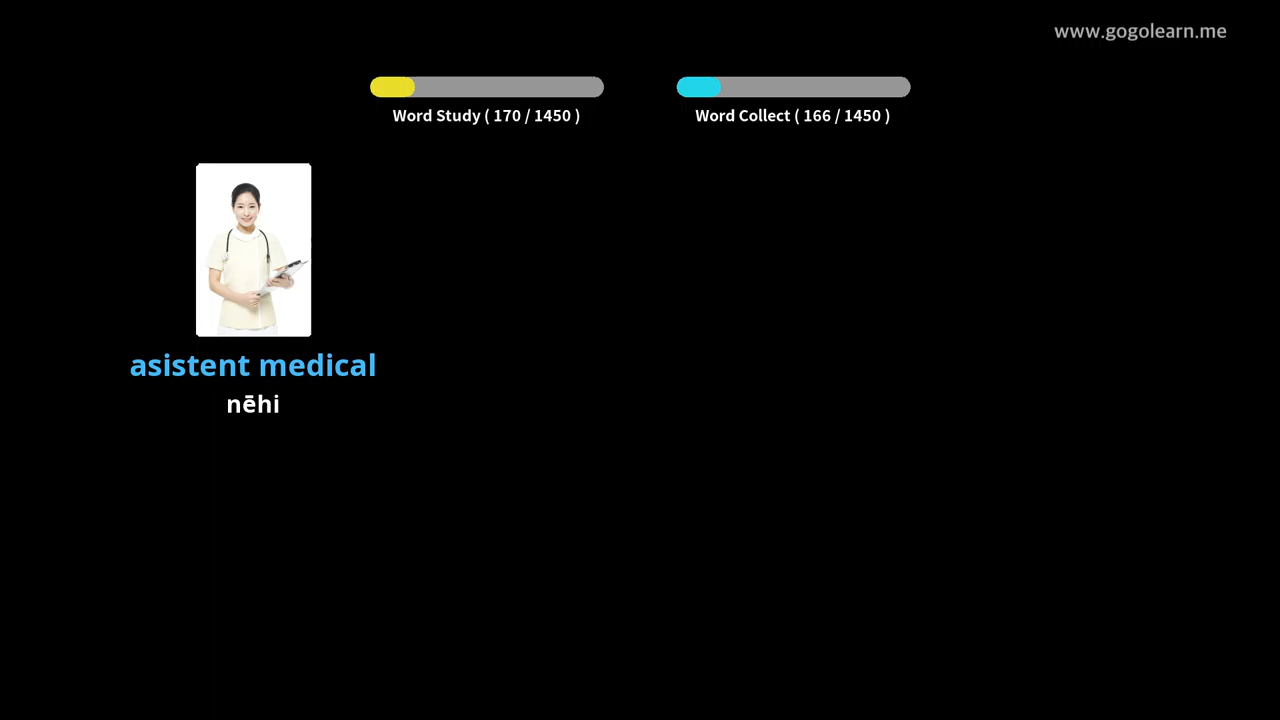 www.gogolearn.me
Word Study ( 170 / 1450 )
Word Collect ( 166 / 1450 )
asistent medical
nēhi